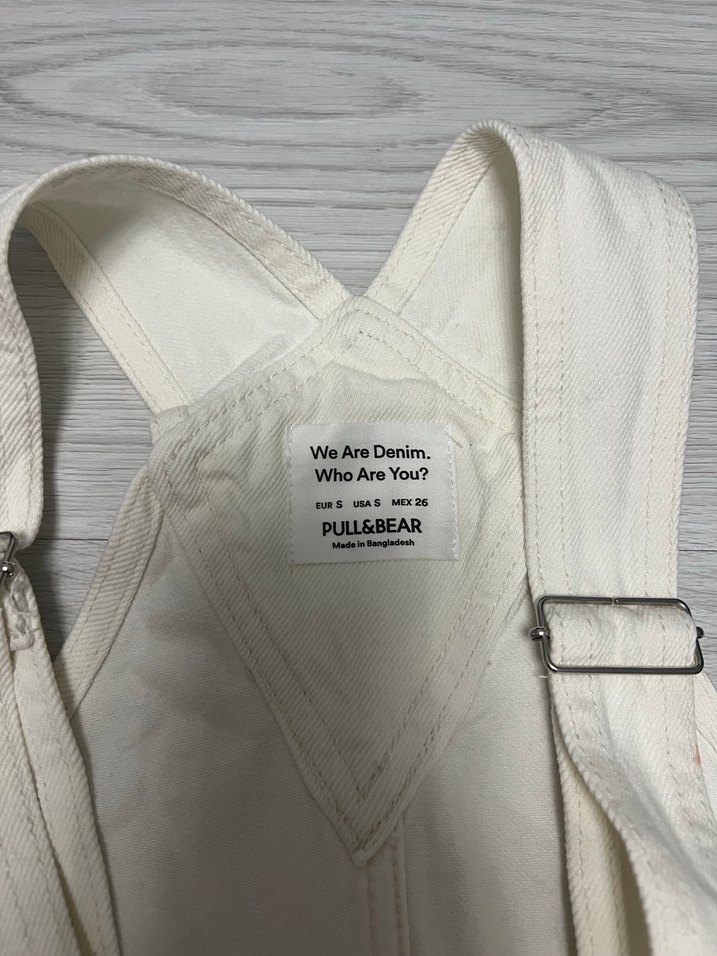 We Are Denim.
Who Are You?
EUR S USA S MEX 26
PULL&BEAR
Made in Bangladesh